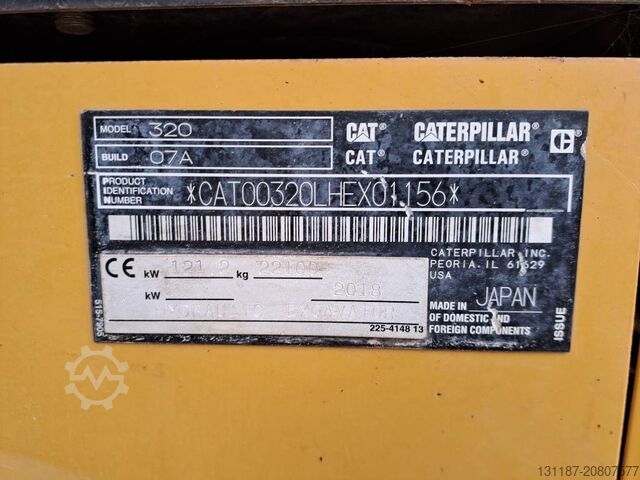 MODEL 320 CAT® CATERPILLAR®
BUILD 07A CAT® CATERPILLAR®
PRODUCT IDENTIFICATION NUMBER *CAT00320LHEX01156*
CATERPILLAR INC.
PEORIA, IL 61629
USA
CE kW 121.2 kg 22100
kW 2018
HYDRAULIC EXCAVATOR
MADE IN JAPAN
OF DOMESTIC AND
FOREIGN COMPONENTS
225-4148 13
ISSUE
515-7905
131187-20807577